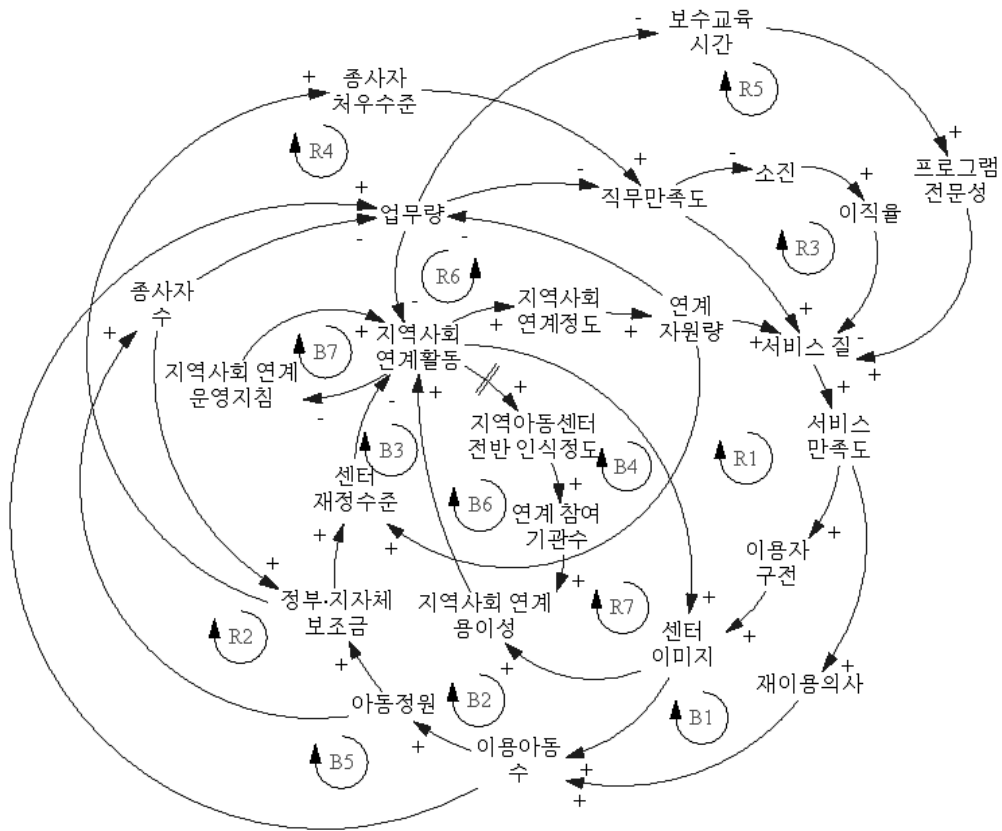 보수교육
시간
-
R5
+
종사자
처우수준
R4
+
프로그램
전문성
+
-
소진
+
이직율
-
직무만족도
R3
+
업무량
-
-
R6
종사자
수
+
지역사회
연계정도
+
+
연계
자원량
+
+
서비스 질
-
+
-
+
지역사회
연계활동
B7
지역사회 연계
운영지침
-
-
+
+
지역아동센터
전반 인식정도
B4
R1
+
서비스
만족도
B3
센터
재정수준
+
+
B6
+
연계 참여
기관수
+
+
이용자
구전
+
정부·지자체
보조금
지역사회 연계
용이성
R7
+
센터
이미지
+
R2
+
+
재이용의사
+
아동정원
B2
B1
+
이용아동
수
+
+
B5